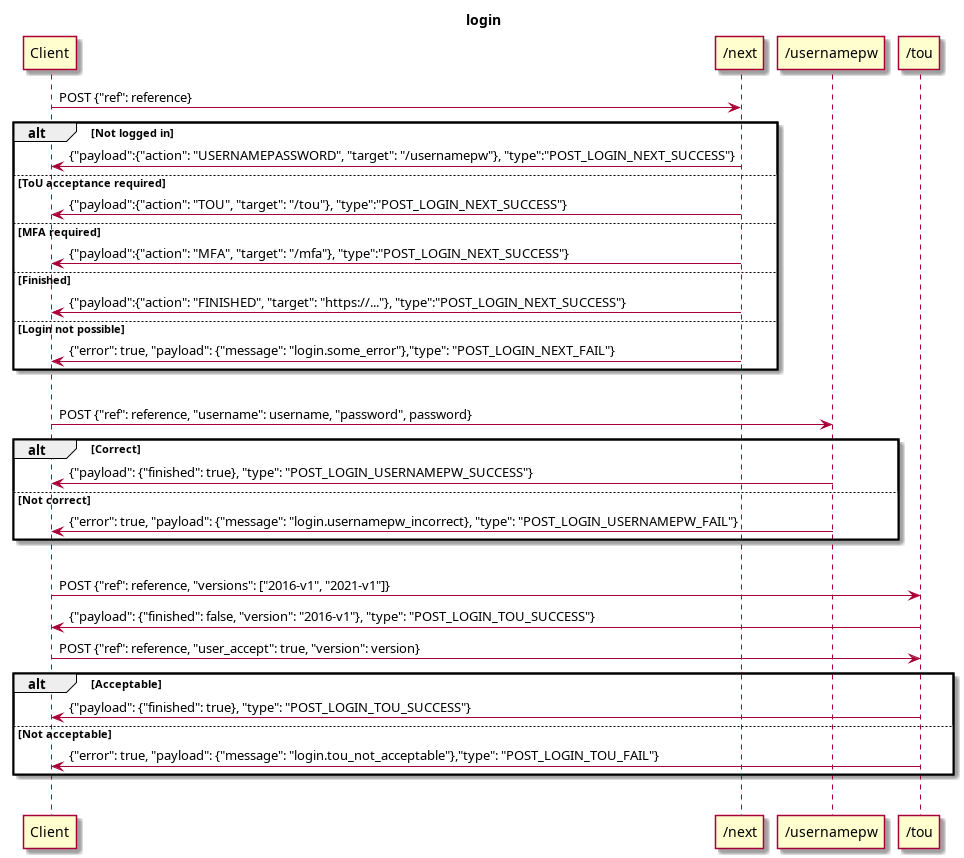 login
Client /next /usernamepw /tou
POST {"ref": reference}
alt [Not logged in]
{"payload":{"action": "USERNAMEPASSWORD", "target": "/usernamepw"}, "type":"POST_LOGIN_NEXT_SUCCESS"}
[ToU acceptance required]
{"payload":{"action": "TOU", "target": "/tou"}, "type":"POST_LOGIN_NEXT_SUCCESS"}
[MFA required]
{"payload":{"action": "MFA", "target": "/mfa"}, "type":"POST_LOGIN_NEXT_SUCCESS"}
[Finished]
{"payload":{"action": "FINISHED", "target": "https://..."}, "type":"POST_LOGIN_NEXT_SUCCESS"}
[Login not possible]
{"error": true, "payload": {"message": "login.some_error"},"type": "POST_LOGIN_NEXT_FAIL"}
POST {"ref": reference, "username": username, "password", password}
alt [Correct]
{"payload": {"finished": true}, "type": "POST_LOGIN_USERNAMEPW_SUCCESS"}
[Not correct]
{"error": true, "payload": {"message": "login.usernamepw_incorrect}, "type": "POST_LOGIN_USERNAMEPW_FAIL"}
POST {"ref": reference, "versions": ["2016-v1", "2021-v1"]}
{"payload": {"finished": false, "version": "2016-v1"}, "type": "POST_LOGIN_TOU_SUCCESS"}
POST {"ref": reference, "user_accept": true, "version": version}
alt [Acceptable]
{"payload": {"finished": true}, "type": "POST_LOGIN_TOU_SUCCESS"}
[Not acceptable]
{"error": true, "payload": {"message": "login.tou_not_acceptable"},"type": "POST_LOGIN_TOU_FAIL"}
Client /next /usernamepw /tou